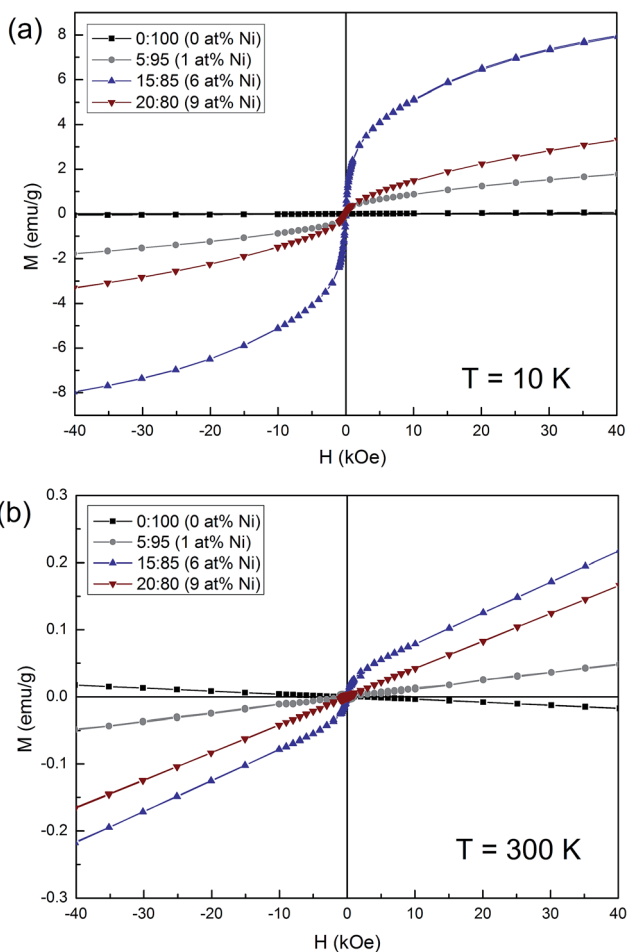 (a)
0:100 (0 at% Ni)
5:95 (1 at% Ni)
15:85 (6 at% Ni)
20:80 (9 at% Ni)
8
6
4
2
0
-2
-4
-6
-8
M (emu/g)
T = 10 K
-40 -30 -20 -10 0 10 20 30 40
H (kOe)
(b)
0:100 (0 at% Ni)
5:95 (1 at% Ni)
15:85 (6 at% Ni)
20:80 (9 at% Ni)
0.3
0.2
0.1
0.0
-0.1
-0.2
-0.3
M (emu/g)
T = 300 K
-40 -30 -20 -10 0 10 20 30 40
H (kOe)